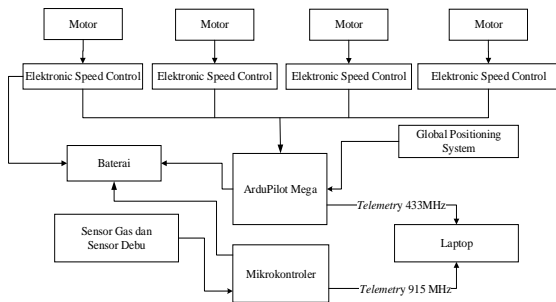 Motor
Motor
Motor
Motor
Elektronic Speed Control
Elektronic Speed Control
Elektronic Speed Control
Elektronic Speed Control
Global Positioning
System
Baterai
ArduPilot Mega
Telemetry 433MHz
Sensor Gas dan
Sensor Debu
Laptop
Mikrokontroler
Telemetry 915 MHz